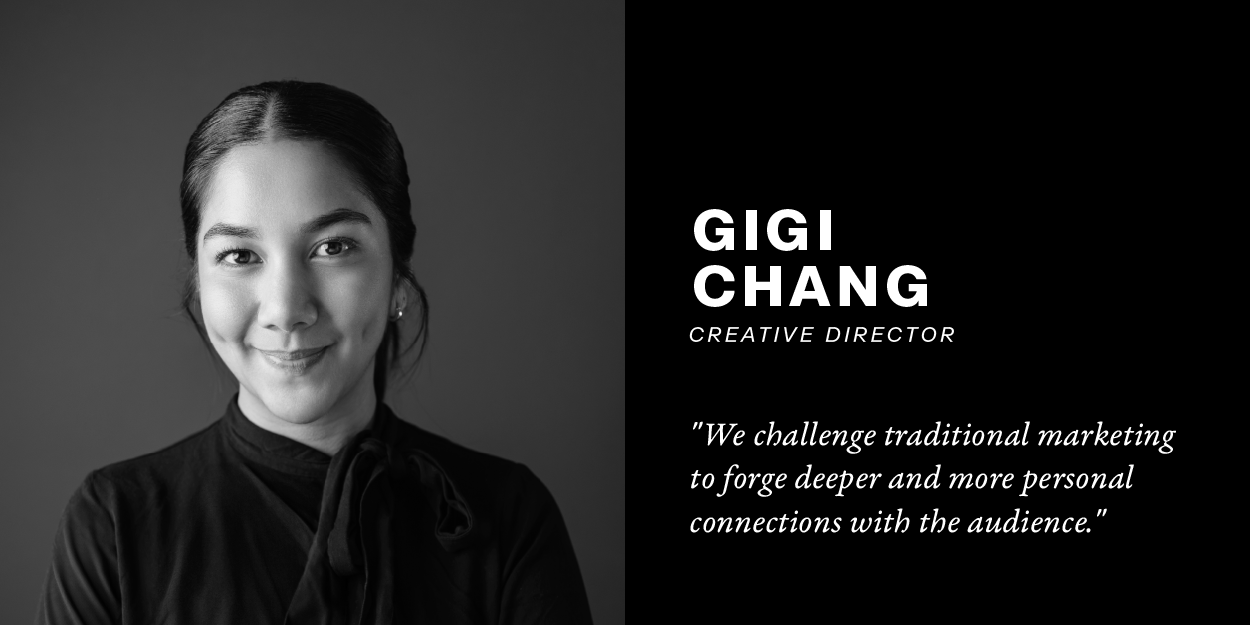 GIGI
CHANG
CREATIVE DIRECTOR
"We challenge traditional marketing
to forge deeper and more personal
connections with the audience."